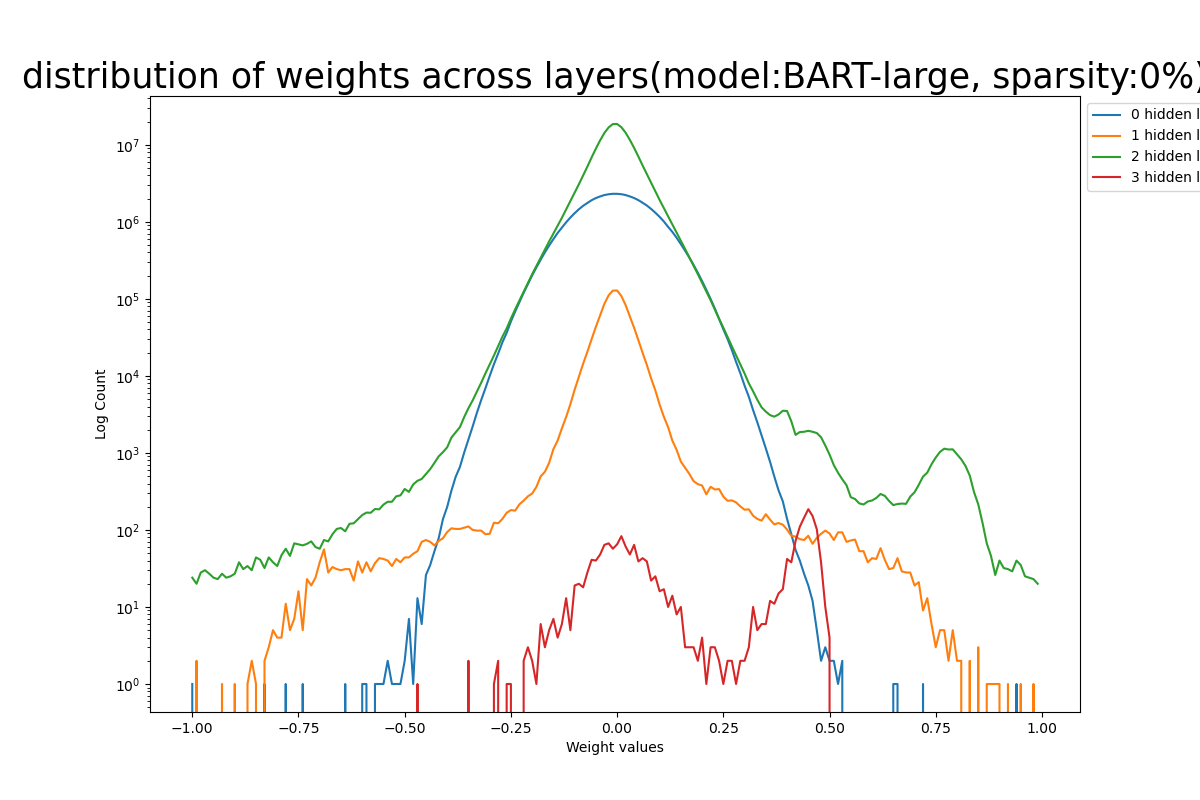 distribution of weights across layers(model:BART-large, sparsity:0%)
0 hidden l
1 hidden l
2 hidden l
3 hidden l
Log Count
10^7
10^6
10^5
10^4
10^3
10^2
10^1
10^0
−1.00 −0.75 −0.50 −0.25 0.00 0.25 0.50 0.75 1.00
Weight values